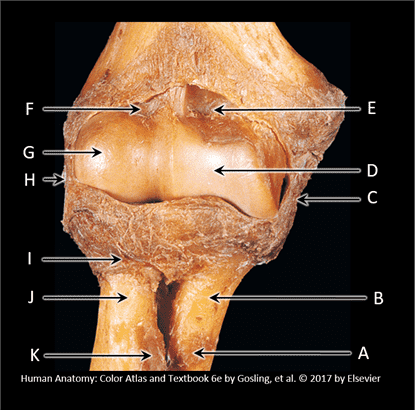 F
E
G
D
H
C
I
J
B
K
A
Human Anatomy: Color Atlas and Textbook 6e by Gosling, et al. © 2017 by Elsevier